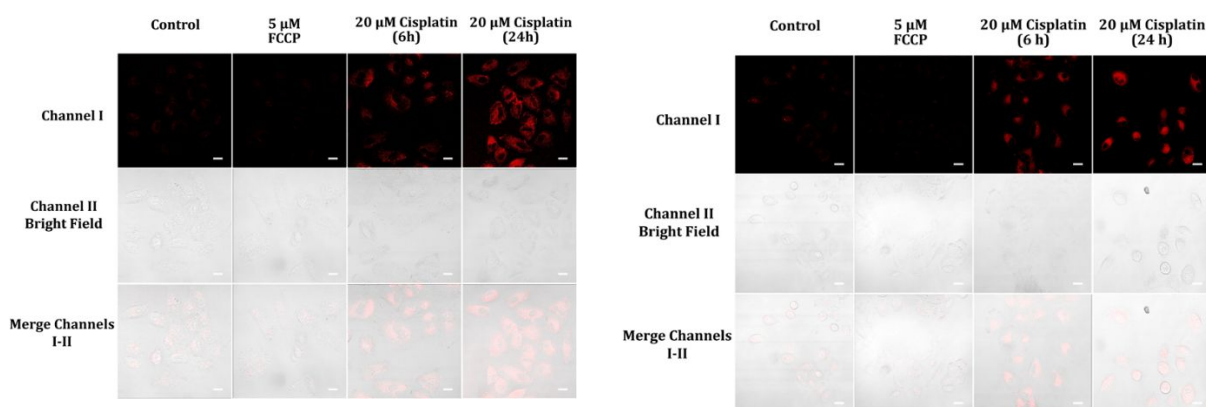 Control
5 µM
FCCP
20 µM Cisplatin
(6h)
20 µM Cisplatin
(24h)
Channel I
Channel II
Bright Field
Merge Channels
I-II
Control
5 µM
FCCP
20 µM Cisplatin
(6 h)
20 µM Cisplatin
(24 h)
Channel I
Channel II
Bright Field
Merge Channels
I-II